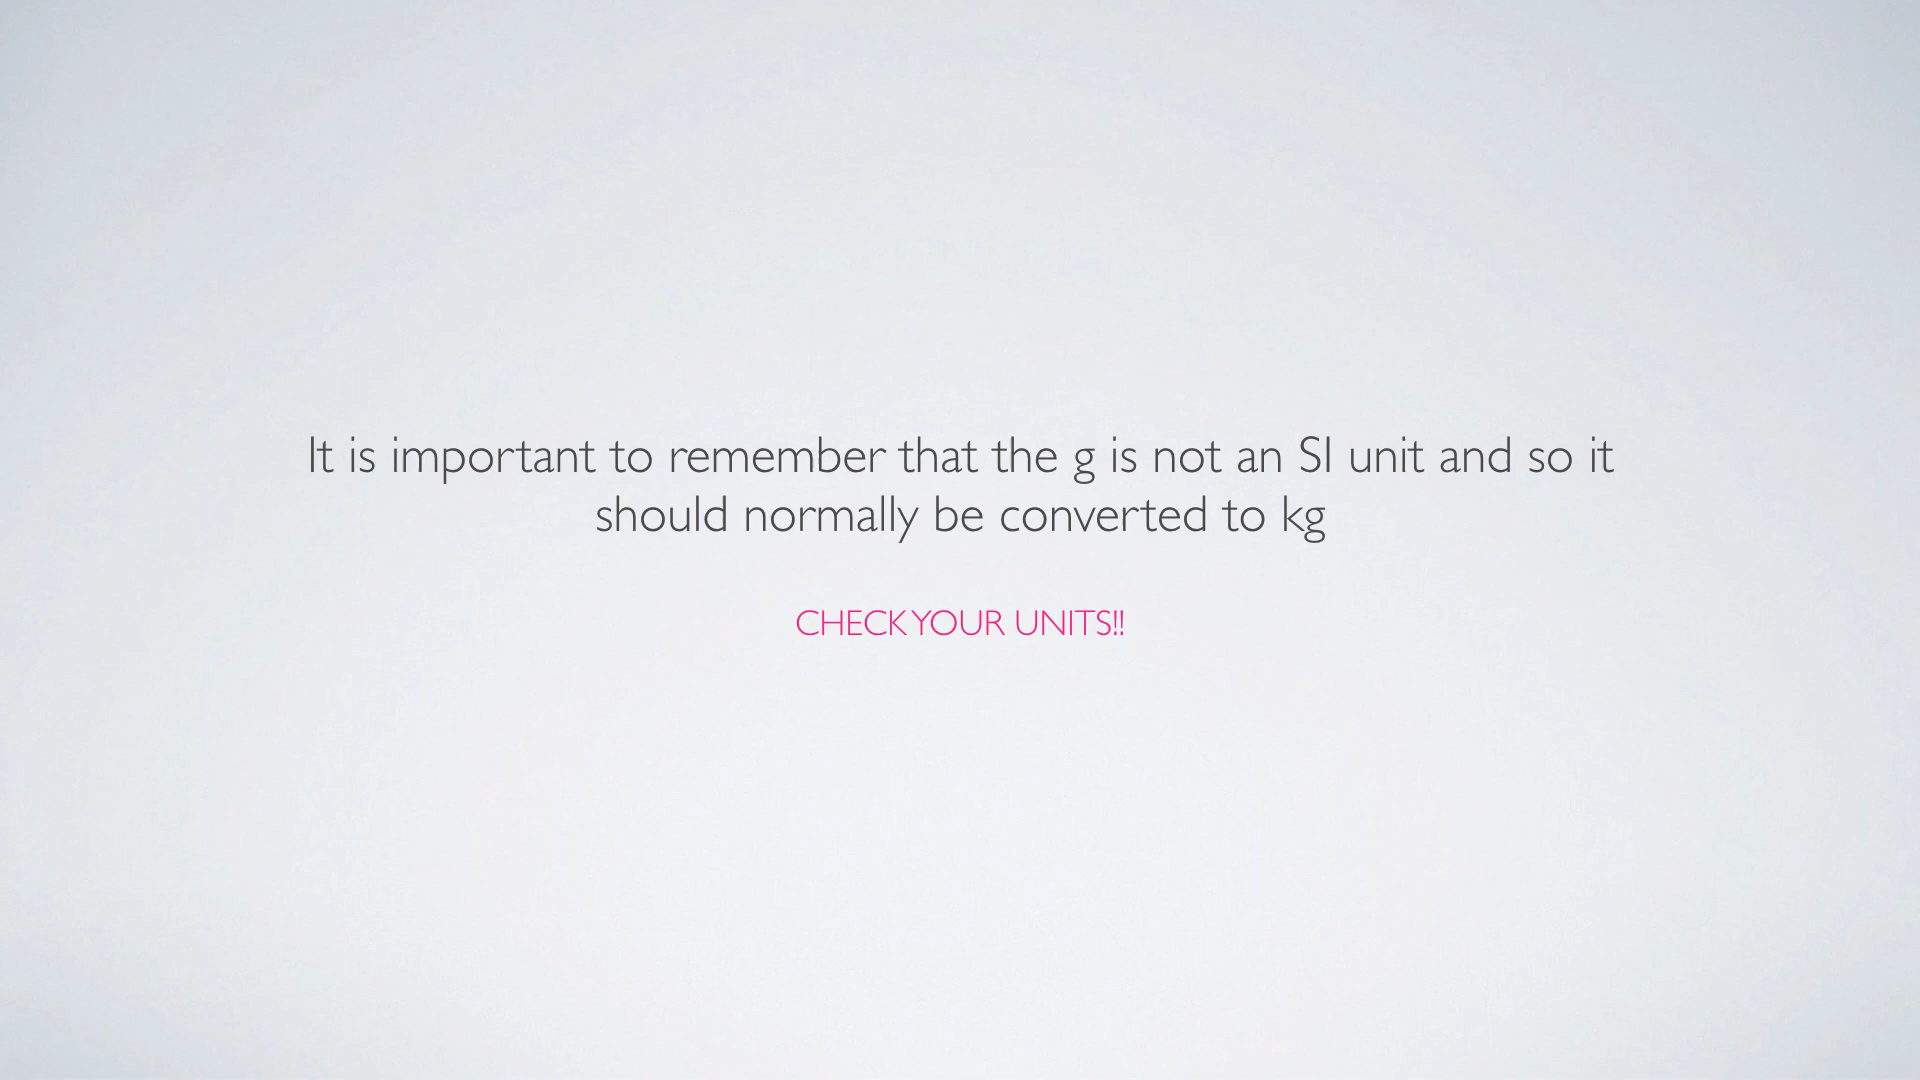 It is important to remember that the g is not an SI unit and so it
should normally be converted to kg
CHECK YOUR UNITS!!